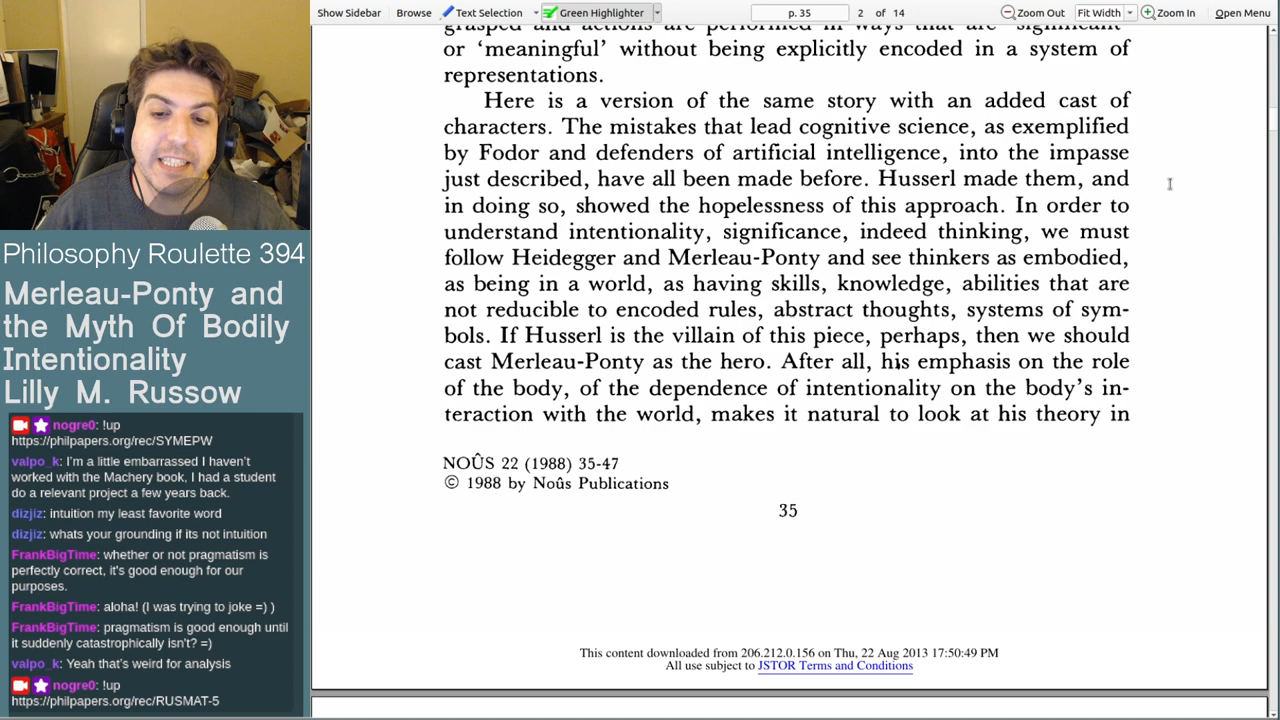 Show Sidebar Browse Text Selection Green Highlighter p. 35 2 of 14 Zoom Out Fit Width Zoom In Open Menu
grasped and actions are performed in ways that are 'significant'
or 'meaningful' without being explicitly encoded in a system of
representations.
Here is a version of the same story with an added cast of
characters. The mistakes that lead cognitive science, as exemplified
by Fodor and defenders of artificial intelligence, into the impasse
just described, have all been made before. Husserl made them, and
in doing so, showed the hopelessness of this approach. In order to
understand intentionality, significance, indeed thinking, we must
follow Heidegger and Merleau-Ponty and see thinkers as embodied,
as being in a world, as having skills, knowledge, abilities that are
not reducible to encoded rules, abstract thoughts, systems of sym-
bols. If Husserl is the villain of this piece, perhaps, then we should
cast Merleau-Ponty as the hero. After all, his emphasis on the role
of the body, of the dependence of intentionality on the body's in-
teraction with the world, makes it natural to look at his theory in
NOÛS 22 (1988) 35-47
© 1988 by Noûs Publications
35
This content downloaded from 206.212.0.156 on Thu, 22 Aug 2013 17:50:49 PM
All use subject to JSTOR Terms and Conditions
Philosophy Roulette 394
Merleau-Ponty and
the Myth Of Bodily
Intentionality
Lilly M. Russow
nogre0: !up
https://philpapers.org/rec/SYMEPW
valpo_k: I'm a little embarrassed I haven't
worked with the Machery book, I had a student
do a relevant project a few years back.
dizjiz: intuition my least favorite word
dizjiz: whats your grounding if its not intuition
FrankBigTime: whether or not pragmatism is
perfectly correct, it's good enough for our
purposes.
FrankBigTime: aloha! (I was trying to joke =) )
FrankBigTime: pragmatism is good enough until
it suddenly catastrophically isn't? =)
valpo_k: Yeah that's weird for analysis
nogre0: !up
https://philpapers.org/rec/RUSMAT-5